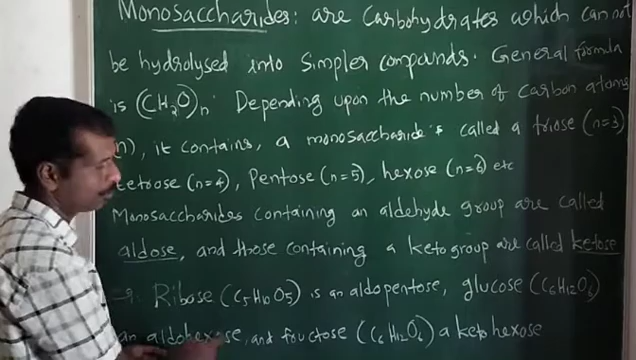 Monosaccharides: are Carbohydrates which can not
be hydrolysed into Simpler Compounds. General formula
is (CH₂O)n. Depending upon the number of carbon atoms
(n), it contains, a monosaccharide is called a triose (n=3)
tetrose (n=4), Pentose (n=5), hexose (n=6) etc
Monosaccharides containing an aldehyde group are called
aldose, and those containing a keto group are called ketose
Ribose (C₅H₁₀O₅) is an aldopentose, glucose (C₆H₁₂O₆)
an aldohexose, and fructose (C₆H₁₂O₆) a keto hexose